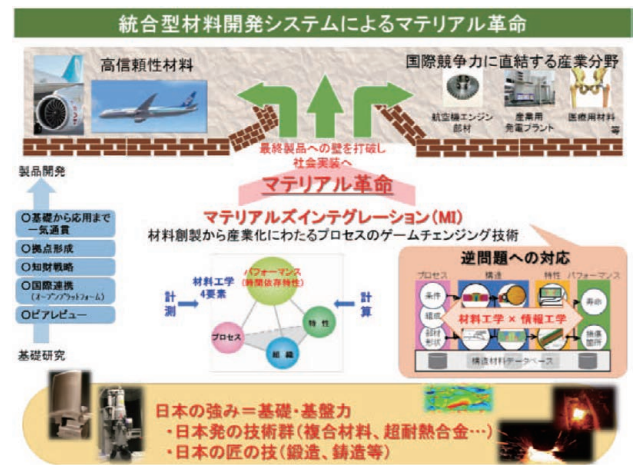 統合型材料開発システムによるマテリアル革命
高信頼性材料
国際競争力に直結する産業分野
航空機エンジン
部材
産業用
発電プラント
医療用材料
等
最終製品への壁を打破し
社会実装へ
マテリアル革命
製品開発
○基礎から応用まで
一気通貫
○拠点形成
○知財戦略
○国際連携
(オープンプラットフォーム)
○ピアレビュー
基礎研究
マテリアルズインテグレーション(MI)
材料創製から産業化にわたるプロセスのゲームチェンジング技術
計測
材料工学
4要素
パフォーマンス
(時間依存特性)
プロセス
組織
特性
計算
逆問題への対応
プロセス
構造
特性
パフォーマンス
条件
組成
部材
形状
材料工学×情報工学
寿命
損傷
箇所
構造材料データベース
日本の強み=基礎・基盤力
・日本発の技術群(複合材料、超耐熱合金…)
・日本の匠の技(鍛造、鋳造等)